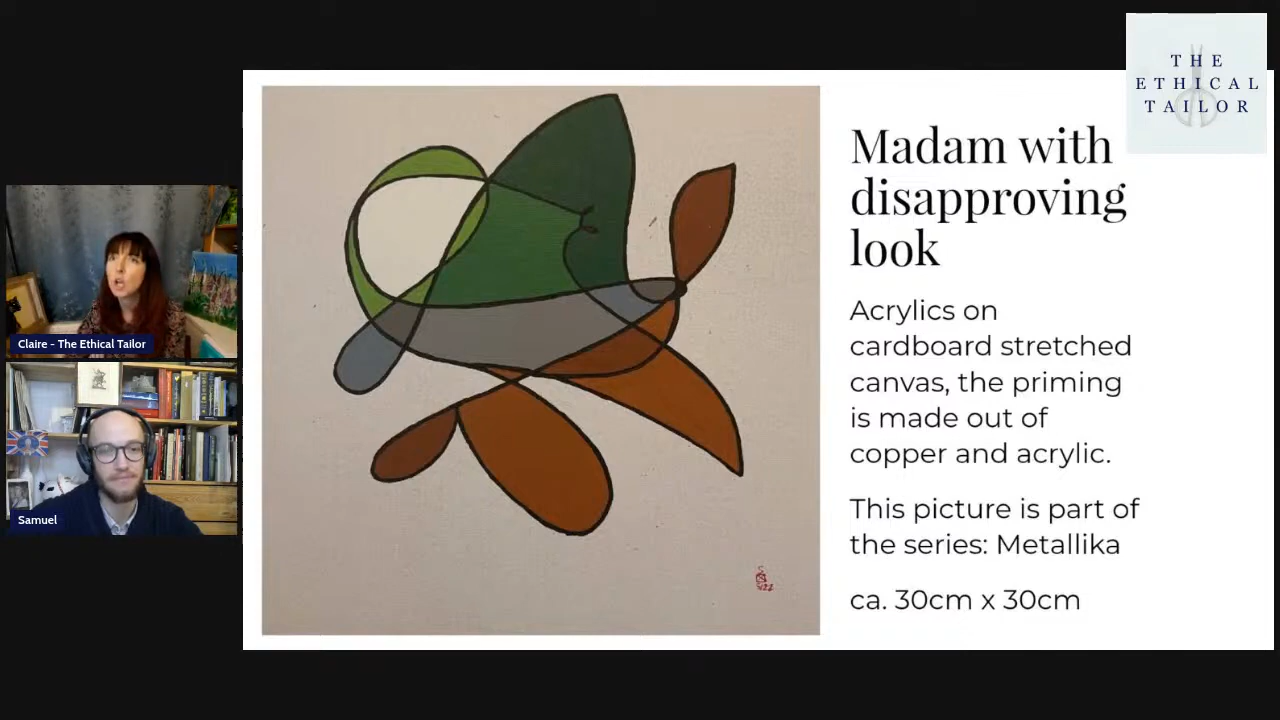 THE
ETHICAL
TAILOR
Madam with
disapproving
look
Acrylics on
cardboard stretched
canvas, the priming
is made out of
copper and acrylic.
This picture is part of
the series: Metallika
ca. 30cm x 30cm
Claire - The Ethical Tailor
Samuel